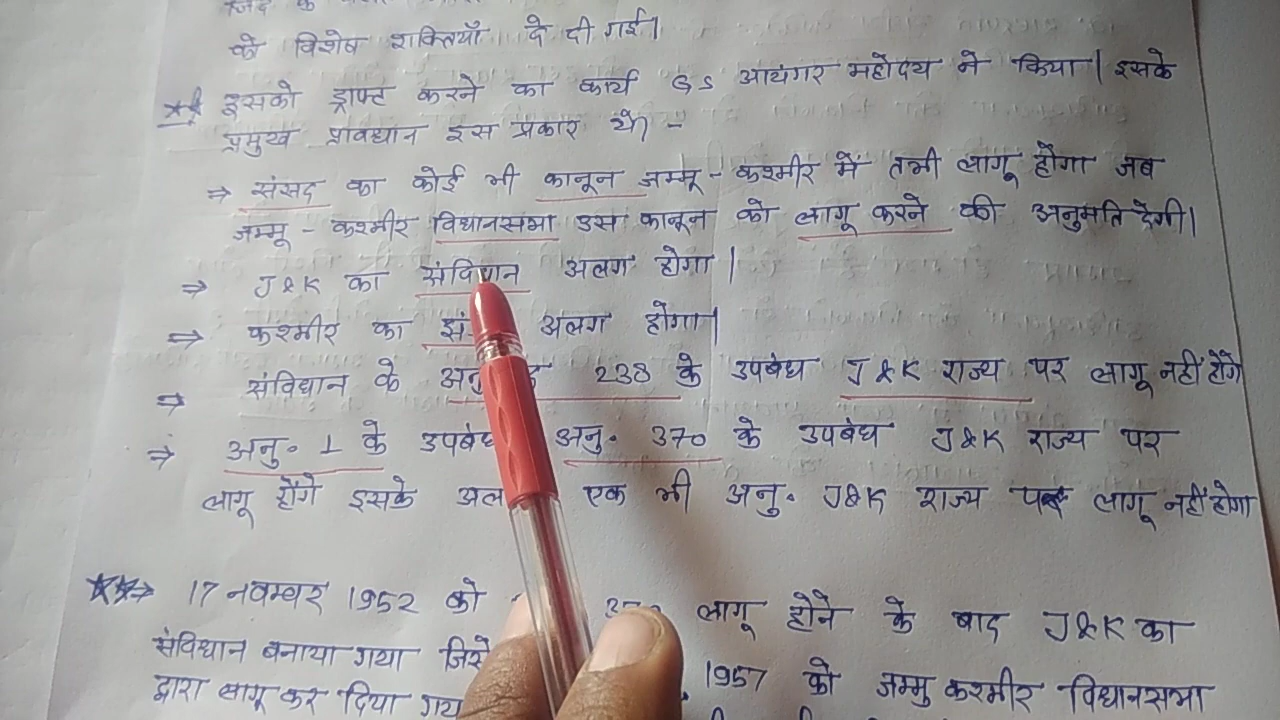 के विशेष शक्तियाँ दे दी गई।
** इसको ड्राफ्ट करने का कार्य GS आयंगर महोदय ने किया। इसके
प्रमुख प्रावधान इस प्रकार थे। -
⇒ संसद का कोई भी कानून जम्मू - कश्मीर में तभी लागू होगा जब
जम्मू - कश्मीर विधानसभा उस कानून को लागू करने की अनुमति देगी।
⇒ J&K का संविधान अलग होगा।
⇒ कश्मीर का अलग होगा।
⇒ संविधान के 238 के उपबंध J&K राज्य पर लागू नहीं होंगे
⇒ अनु. 1 के उपबंध अनु. 370 के उपबंध J&K राज्य पर
लागू होंगे इसके एक भी अनु. J&K राज्य पर लागू नहीं होगा
**⇒ 17 नवम्वर 1952 को लागू होने के बाद J&K का
संविधान बनाया गया जिसे 1957 को जम्मु कश्मीर विधानसभा
द्वारा लागू कर दिया